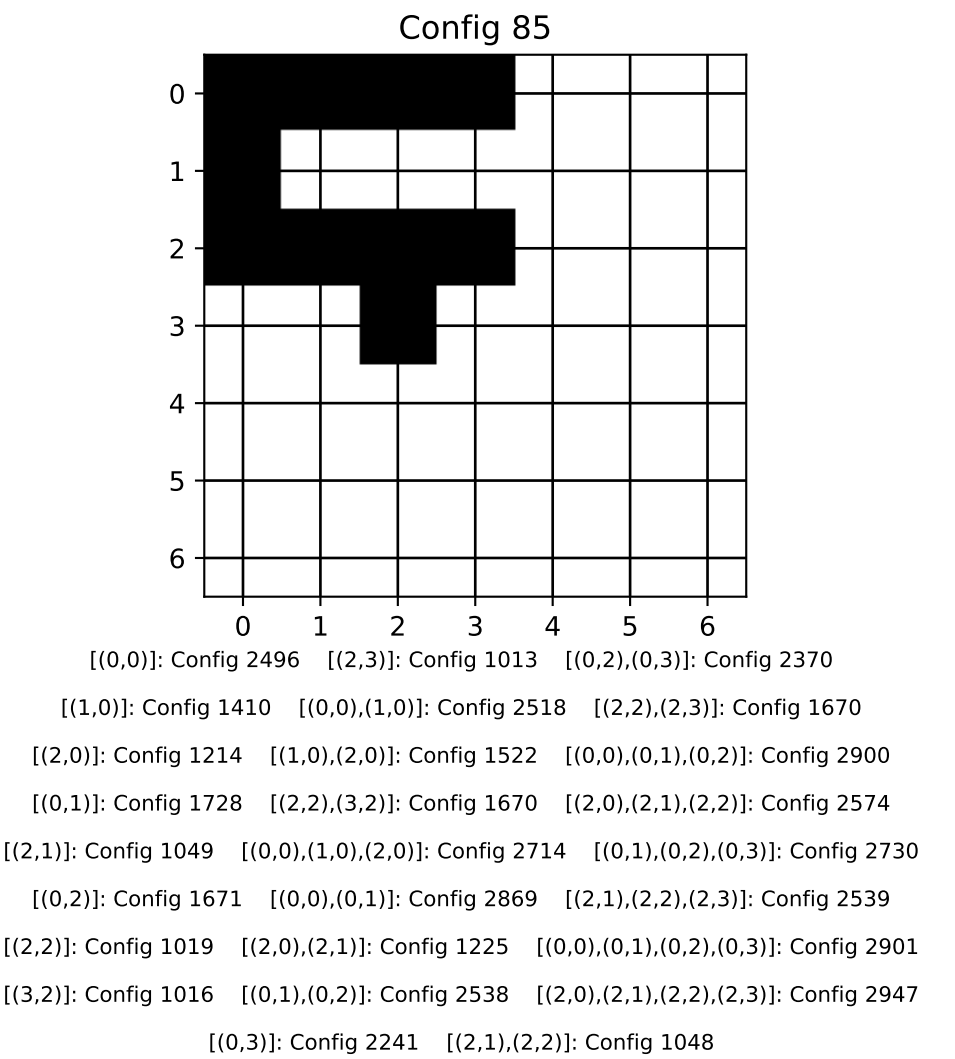 Config 85
0
1
2
3
4
5
6
0 1 2 3 4 5 6
[(0,0)]: Config 2496 [(2,3)]: Config 1013 [(0,2),(0,3)]: Config 2370
[(1,0)]: Config 1410 [(0,0),(1,0)]: Config 2518 [(2,2),(2,3)]: Config 1670
[(2,0)]: Config 1214 [(1,0),(2,0)]: Config 1522 [(0,0),(0,1),(0,2)]: Config 2900
[(0,1)]: Config 1728 [(2,2),(3,2)]: Config 1670 [(2,0),(2,1),(2,2)]: Config 2574
[(2,1)]: Config 1049 [(0,0),(1,0),(2,0)]: Config 2714 [(0,1),(0,2),(0,3)]: Config 2730
[(0,2)]: Config 1671 [(0,0),(0,1)]: Config 2869 [(2,1),(2,2),(2,3)]: Config 2539
[(2,2)]: Config 1019 [(2,0),(2,1)]: Config 1225 [(0,0),(0,1),(0,2),(0,3)]: Config 2901
[(3,2)]: Config 1016 [(0,1),(0,2)]: Config 2538 [(2,0),(2,1),(2,2),(2,3)]: Config 2947
[(0,3)]: Config 2241 [(2,1),(2,2)]: Config 1048